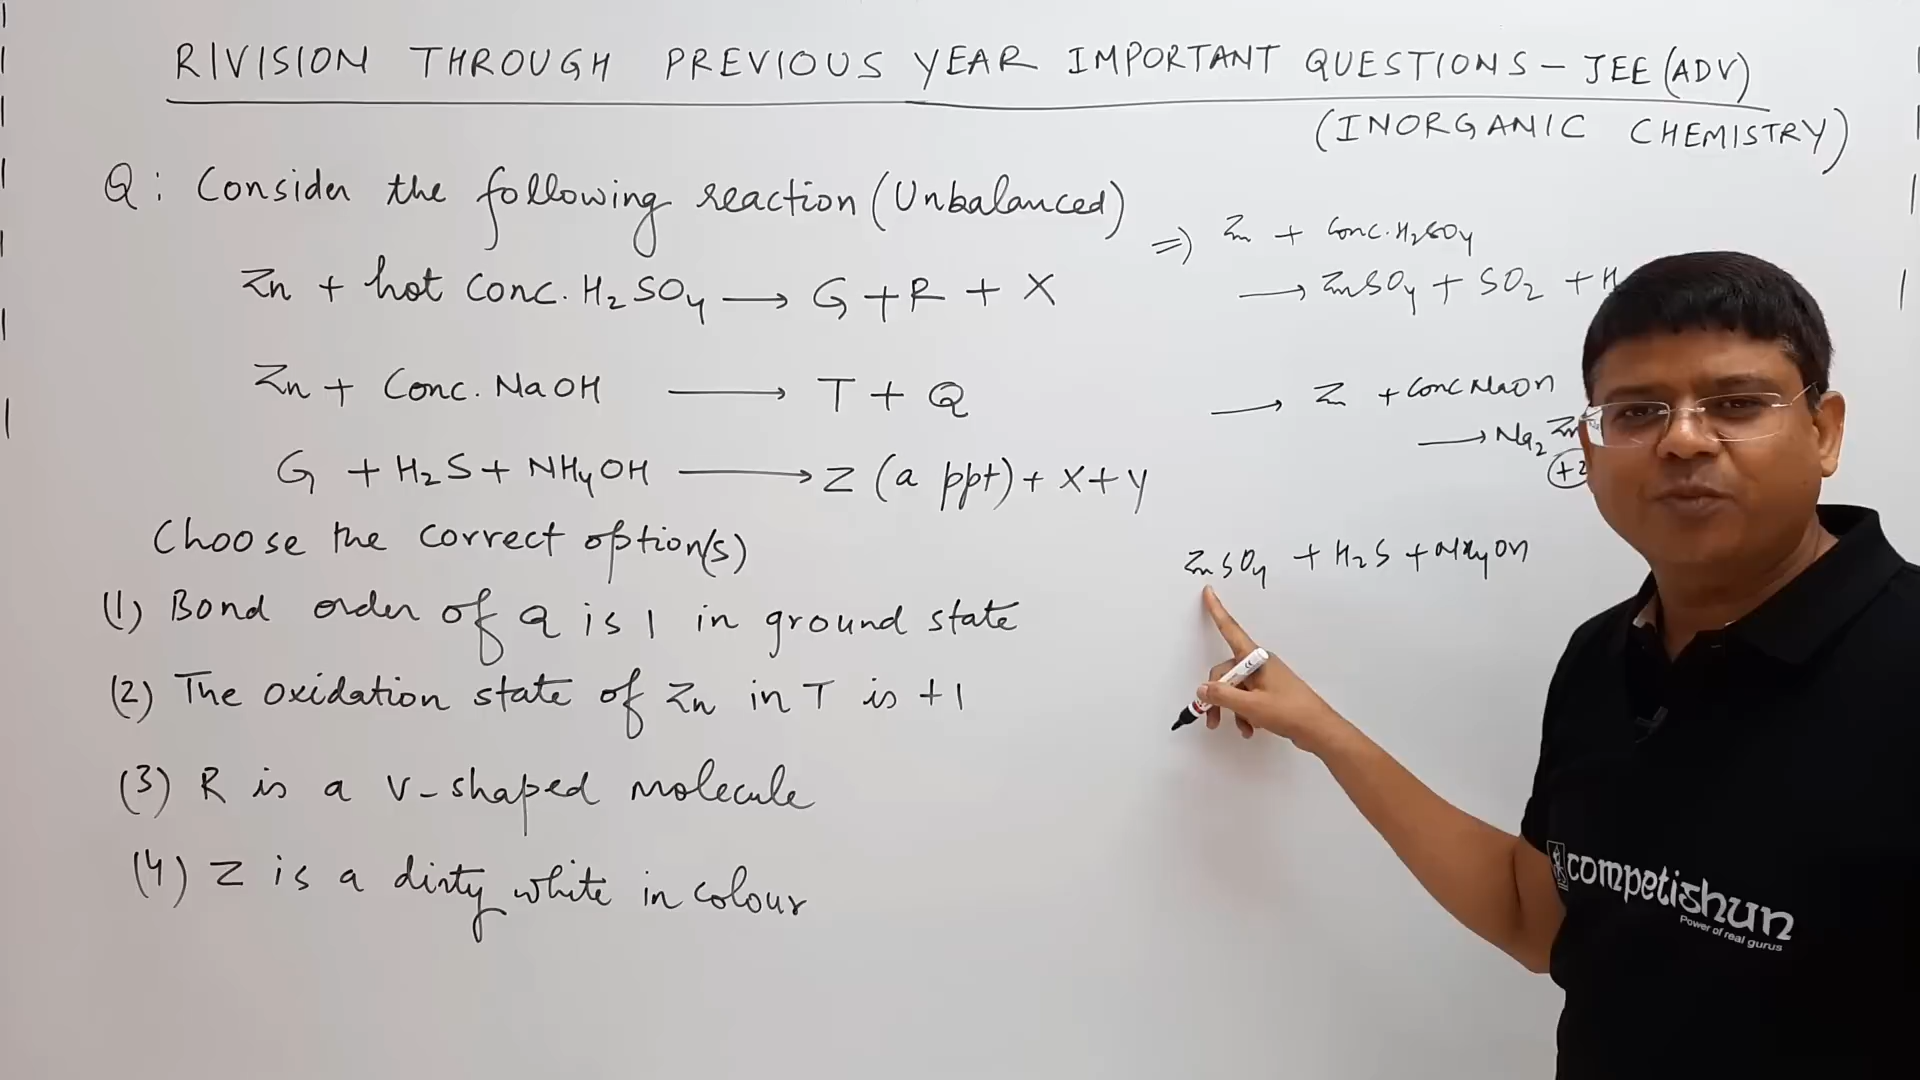 RIVISION THROUGH PREVIOUS YEAR IMPORTANT QUESTIONS - JEE (ADV)
(INORGANIC CHEMISTRY)
Q: Consider the following reaction (Unbalanced)
Zn + hot Conc. H₂SO₄ ⟶ G + R + X
Zn + Conc. NaOH ⟶ T + Q
G + H₂S + NH₄OH ⟶ Z (a ppt) + X + Y
Choose the correct option(s)
(1) Bond order of Q is 1 in ground state
(2) The oxidation state of Zn in T is +1
(3) R is a V-shaped molecule
(4) Z is a dirty white in colour
⇒ Zn + Conc. H₂SO₄
⟶ ZnSO₄ + SO₂ + H
⟶ Zn + Conc NaOH
⟶ Na₂ Zn
+2
ZnSO₄ + H₂S + NH₄OH
competishun
Power of real gurus